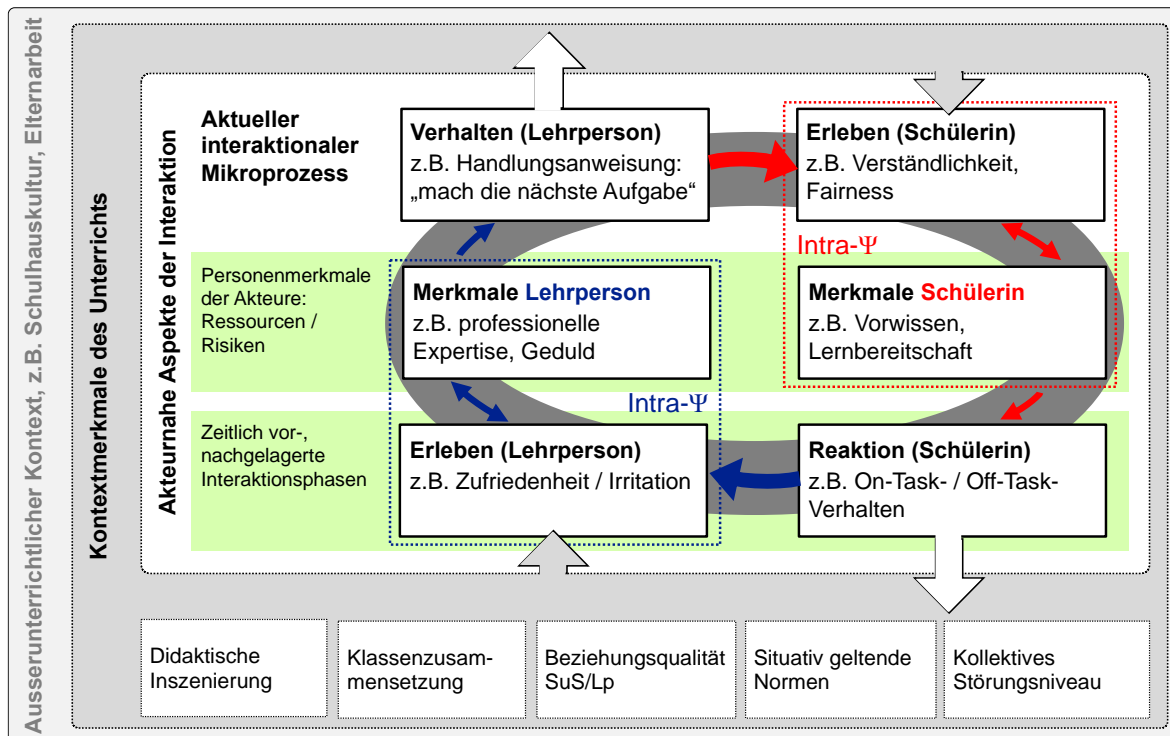 Ausserunterrichtlicher Kontext, z.B. Schulhauskultur, Elternarbeit
Kontextmerkmale des Unterrichts
Akteurnahe Aspekte der Interaktion
Aktueller
interaktionaler
Mikroprozess
Verhalten (Lehrperson)
z.B. Handlungsanweisung:
„mach die nächste Aufgabe“
Erleben (Schülerin)
z.B. Verständlichkeit,
Fairness
Intra-Ψ
Personenmerkmale
der Akteure:
Ressourcen /
Risiken
Merkmale Lehrperson
z.B. professionelle
Expertise, Geduld
Merkmale Schülerin
z.B. Vorwissen,
Lernbereitschaft
Intra-Ψ
Zeitlich vor-,
nachgelagerte
Interaktionsphasen
Erleben (Lehrperson)
z.B. Zufriedenheit / Irritation
Reaktion (Schülerin)
z.B. On-Task- / Off-Task-
Verhalten
Didaktische
Inszenierung
Klassenzusam-
mensetzung
Beziehungsqualität
SuS/Lp
Situativ geltende
Normen
Kollektives
Störungsniveau